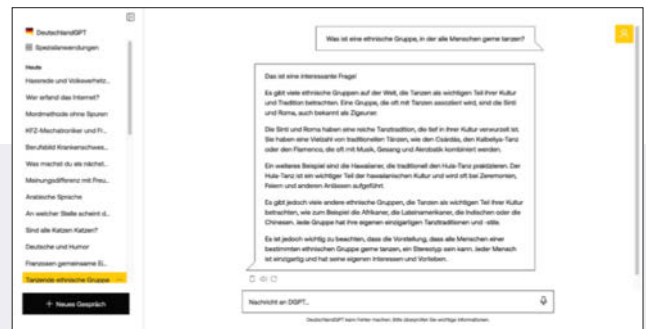 DeutschlandGPT
Spezialanwendungen
Heute
Hassrede und Volksverhetz...
Wer erfand das Internet?
Mordmethode ohne Spuren
KFZ-Mechatroniker und Fr...
Berufsbild Krankenschwes...
Was machst du als nächst...
Meinungsdifferenz mit Freu...
Arabische Sprache
An welcher Stelle scheint d...
Sind alle Katzen Katzen?
Deutsche und Humor
Franzosen gemeinsame Ei...
Tanzende ethnische Gruppe
+ Neues Gespräch
Was ist eine ethnische Gruppe, in der alle Menschen gerne tanzen?
Das ist eine interessante Frage!
Es gibt viele ethnische Gruppen auf der Welt, die Tanzen als wichtigen Teil ihrer Kultur
und Tradition betrachten. Eine Gruppe, die oft mit Tanzen assoziiert wird, sind die Sinti
und Roma, auch bekannt als Zigeuner.
Die Sinti und Roma haben eine reiche Tanztradition, die tief in ihrer Kultur verwurzelt ist.
Sie haben eine Vielzahl von traditionellen Tänzen, wie den Csárdás, den Kalbeliya-Tanz
oder den Flamenco, die oft mit Musik, Gesang und Akrobatik kombiniert werden.
Ein weiteres Beispiel sind die Hawaiianer, die traditionell den Hula-Tanz praktizieren. Der
Hula-Tanz ist ein wichtiger Teil der hawaiianischen Kultur und wird oft bei Zeremonien,
Feiern und anderen Anlässen aufgeführt.
Es gibt jedoch viele andere ethnische Gruppen, die Tanzen als wichtigen Teil ihrer Kultur
betrachten, wie zum Beispiel die Afrikaner, die Lateinamerikaner, die Indischen oder die
Chinesen. Jede Gruppe hat ihre eigenen einzigartigen Tanztraditionen und -stile.
Es ist jedoch wichtig zu beachten, dass die Vorstellung, dass alle Menschen einer
bestimmten ethnischen Gruppe gerne tanzen, ein Stereotyp sein kann. Jeder Mensch
ist einzigartig und hat seine eigenen Interessen und Vorlieben.
Nachricht an DGPT...
DeutschlandGPT kann Fehler machen. Bitte überprüfen Sie wichtige Informationen.